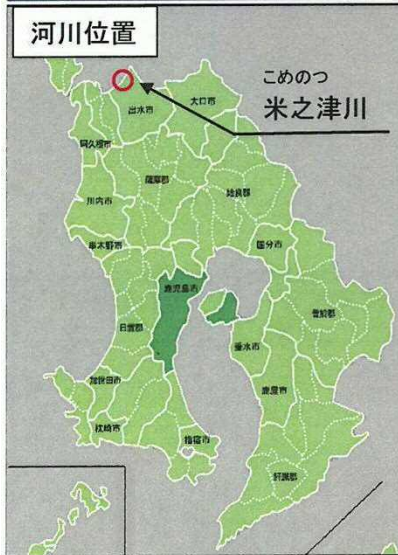 河川位置
こめのつ
米之津川
出水市
大口市
阿久根市
薩摩郡
姶良郡
川内市
串木野市
国分市
鹿児島市
曽於郡
日置郡
垂水市
加世田市
鹿屋市
枕崎市
指宿市
肝属郡